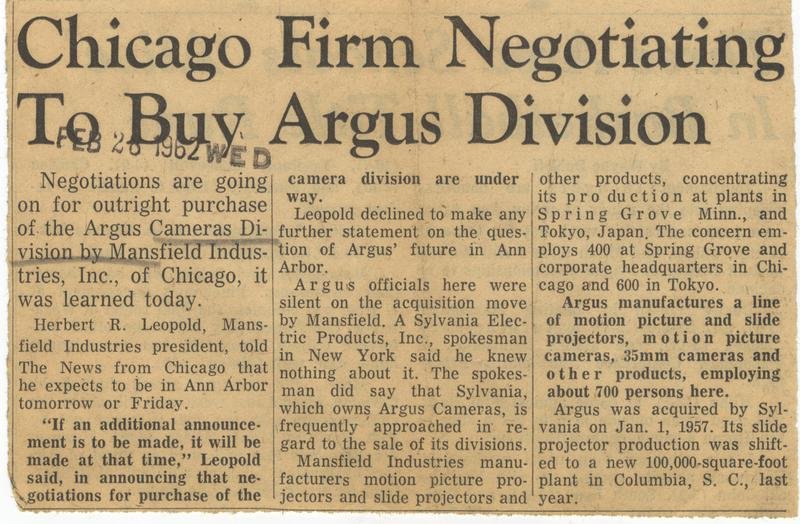 Chicago Firm Negotiating
To Buy Argus Division
FEB 28 1962 WED
Negotiations are going
on for outright purchase
of the Argus Cameras Di-
vision by Mansfield Indus-
tries, Inc., of Chicago, it
was learned today.
Herbert R. Leopold, Mans-
field Industries president, told
The News from Chicago that
he expects to be in Ann Arbor
tomorrow or Friday.
"If an additional announce-
ment is to be made, it will be
made at that time," Leopold
said, in announcing that ne-
gotiations for purchase of the
camera division are under
way.
Leopold declined to make any
further statement on the ques-
tion of Argus' future in Ann
Arbor.
Argus officials here were
silent on the acquisition move
by Mansfield. A Sylvania Elec-
tric Products, Inc., spokesman
in New York said he knew
nothing about it. The spokes-
man did say that Sylvania,
which owns Argus Cameras, is
frequently approached in re-
gard to the sale of its divisions.
Mansfield Industries manu-
facturers motion picture pro-
jectors and slide projectors and
other products, concentrating
its production at plants in
Spring Grove Minn., and
Tokyo, Japan. The concern em-
ploys 400 at Spring Grove and
corporate headquarters in Chi-
cago and 600 in Tokyo.
Argus manufactures a line
of motion picture and slide
projectors, motion picture
cameras, 35mm cameras and
other products, employing
about 700 persons here.
Argus was acquired by Syl-
vania on Jan. 1, 1957. Its slide
projector production was shift-
ed to a new 100,000-square-foot
plant in Columbia, S. C., last
year.